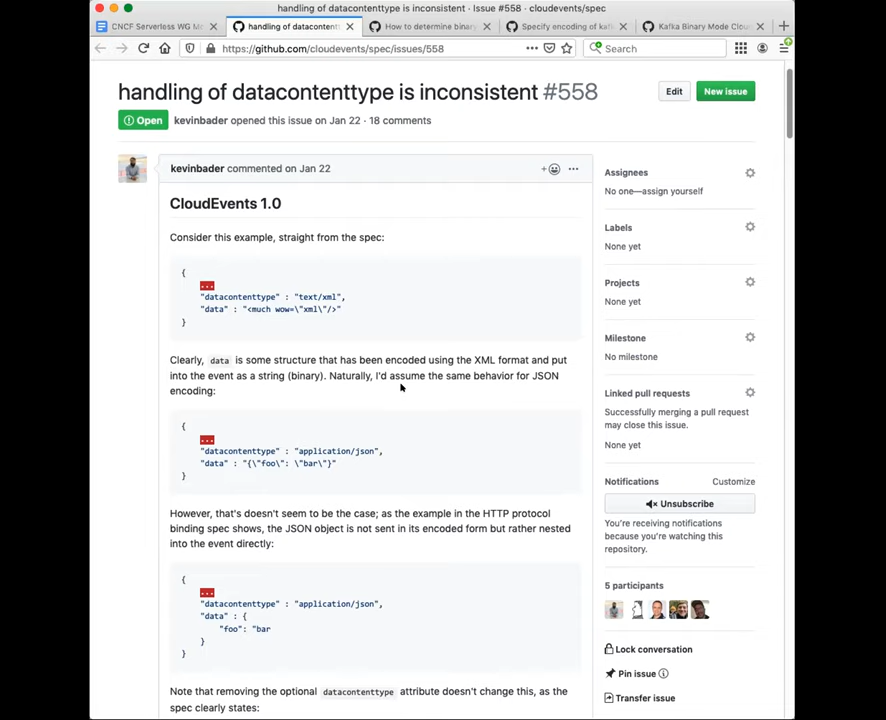 handling of datacontenttype is inconsistent · Issue #558 · cloudevents/spec
CNCF Serverless WG
handling of datacontent
How to determine binary
Specify encoding of
Kafka Binary Mode
https://github.com/cloudevents/spec/issues/558
Search
handling of datacontenttype is inconsistent #558
Edit
New issue
Open
kevinbader opened this issue on Jan 22 · 18 comments
kevinbader commented on Jan 22
CloudEvents 1.0
Consider this example, straight from the spec:
{
...
"datacontenttype" : "text/xml",
"data" : "<much wow=\"xml\"/>"
}
Clearly, data is some structure that has been encoded using the XML format and put
into the event as a string (binary). Naturally, I'd assume the same behavior for JSON
encoding:
{
...
"datacontenttype" : "application/json",
"data" : "{\"foo\": \"bar\"}"
}
However, that's doesn't seem to be the case; as the example in the HTTP protocol
binding spec shows, the JSON object is not sent in its encoded form but rather nested
into the event directly:
{
...
"datacontenttype" : "application/json",
"data" : {
"foo": "bar
}
}
Note that removing the optional datacontenttype attribute doesn't change this, as the
spec clearly states:
Assignees
No one—assign yourself
Labels
None yet
Projects
None yet
Milestone
No milestone
Linked pull requests
Successfully merging a pull request
may close this issue.
None yet
Notifications
Customize
Unsubscribe
You're receiving notifications
because you're watching this
repository.
5 participants
Lock conversation
Pin issue
Transfer issue